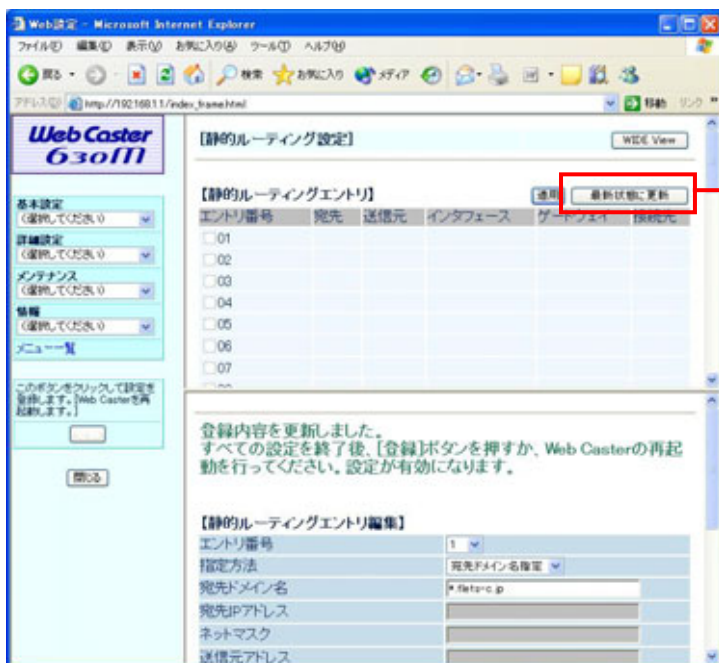 Web設定 - Microsoft Internet Explorer
ファイル(F) 編集(E) 表示(V) お気に入り(A) ツール(T) ヘルプ(H)
戻る 検索 お気に入り メディア
アドレス(D) http://192.168.1.1/index_frame.html 移動 リンク »
Web Caster
630M
基本設定
(選択してください)
詳細設定
(選択してください)
メンテナンス
(選択してください)
情報
(選択してください)
メニュー一覧
このボタンをクリックして設定を
登録します。[Web Casterを再
起動します。]
閉じる
[静的ルーティング設定] WIDE View
【静的ルーティングエントリ】 適用 最新状態に更新
エントリ番号 宛先 送信元 インタフェース ゲートウェイ 接続先
01
02
03
04
05
06
07
登録内容を更新しました。
すべての設定を終了後、[登録]ボタンを押すか、Web Casterの再起
動を行ってください。設定が有効になります。
【静的ルーティングエントリ編集】
エントリ番号 1
指定方法 宛先ドメイン名指定
宛先ドメイン名
宛先IPアドレス
ネットマスク
送信元アドレス